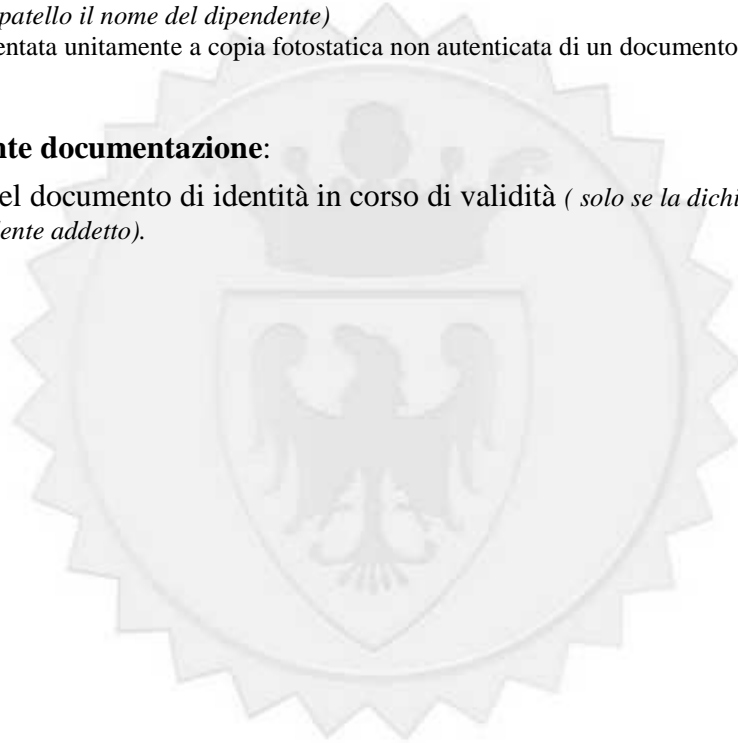 patello il nome del dipendente)
entata unitamente a copia fotostatica non autenticata di un documento
nte documentazione:
el documento di identità in corso di validità ( solo se la dichi
ente addetto).